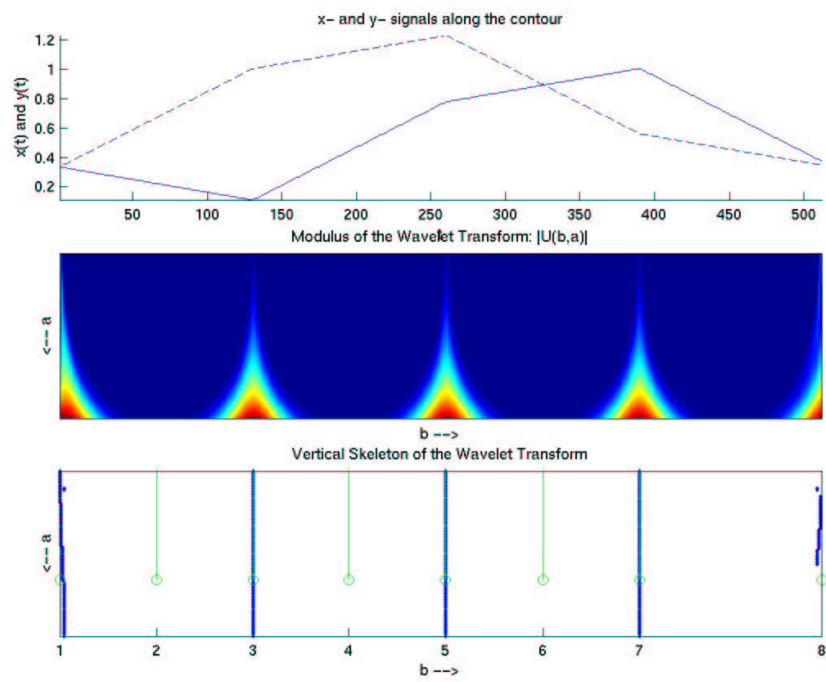 x- and y- signals along the contour
x(t) and y(t)
1.2
1
0.8
0.6
0.4
0.2
50 100 150 200 250 300 350 400 450 500
Modulus of the Wavelet Transform: |U(b,a)|
<--- a
b -->
Vertical Skeleton of the Wavelet Transform
<--- a
1 2 3 4 5 6 7 8
b -->